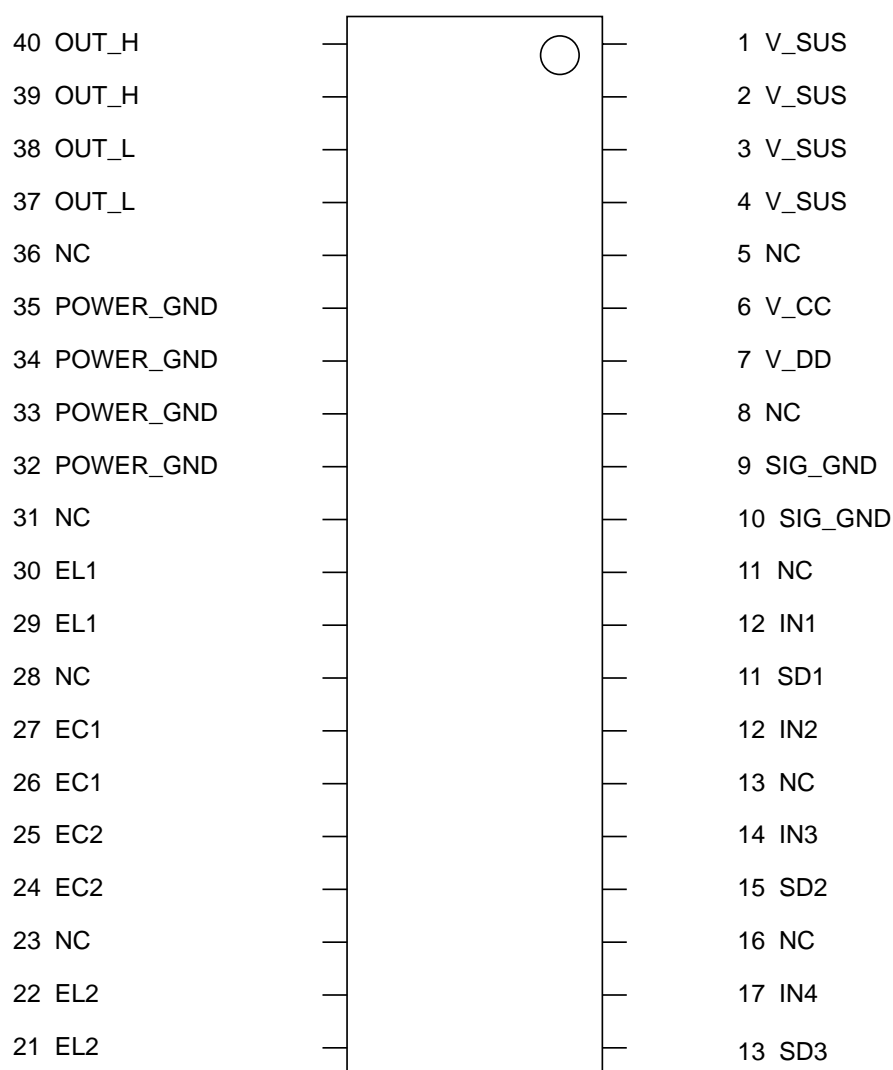 40 OUT_H 1 V_SUS
39 OUT_H 2 V_SUS
38 OUT_L 3 V_SUS
37 OUT_L 4 V_SUS
36 NC 5 NC
35 POWER_GND 6 V_CC
34 POWER_GND 7 V_DD
33 POWER_GND 8 NC
32 POWER_GND 9 SIG_GND
31 NC 10 SIG_GND
30 EL1 11 NC
29 EL1 12 IN1
28 NC 11 SD1
27 EC1 12 IN2
26 EC1 13 NC
25 EC2 14 IN3
24 EC2 15 SD2
23 NC 16 NC
22 EL2 17 IN4
21 EL2 13 SD3